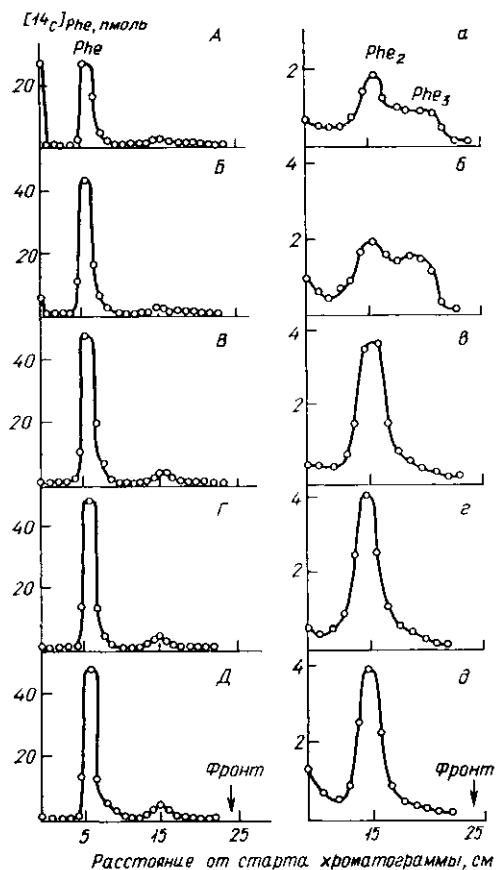 [14C]Phe, пмоль
Phe
А
20
а
Phe2
Phe3
2
Б
40
20
б
4
2
В
40
20
в
4
2
Г
40
20
г
4
2
Д
40
20
Фронт
5 15 25
д
4
2
Фронт
15 25
Расстояние от старта хроматограммы, см